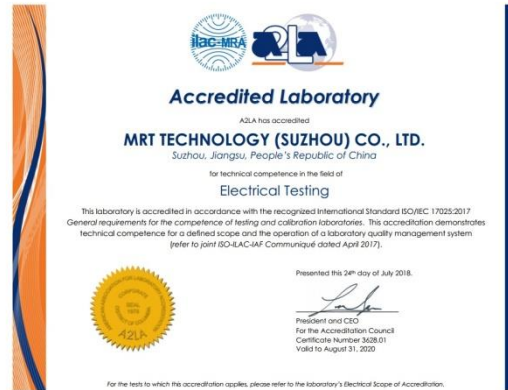 ilac-MRA
A2LA
Accredited Laboratory
A2LA has accredited
MRT TECHNOLOGY (SUZHOU) CO., LTD.
Suzhou, Jiangsu, People's Republic of China
for technical competence in the field of
Electrical Testing
This laboratory is accredited in accordance with the recognized International Standard ISO/IEC 17025:2017
General requirements for the competence of testing and calibration laboratories. This accreditation demonstrates
technical competence for a defined scope and the operation of a laboratory quality management system
(refer to joint ISO-ILAC-IAF Communiqué dated April 2017).
Presented this 24th day of July 2018.
President and CEO
For the Accreditation Council
Certificate Number 3628.01
Valid to August 31, 2020
CORPORATE
SEAL
1978
A2LA
For the tests to which this accreditation applies, please refer to the laboratory's Electrical Scope of Accreditation.